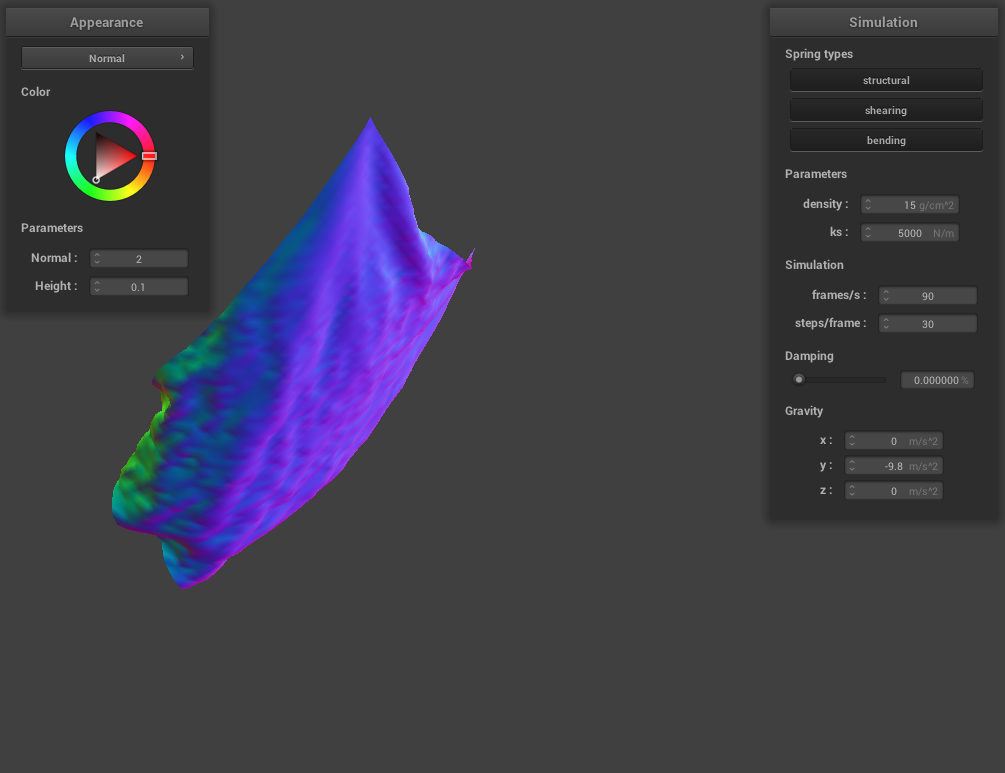 Appearance
Normal
Color
Parameters
Normal : 2
Height : 0.1
Simulation
Spring types
structural
shearing
bending
Parameters
density : 15 g/cm^2
ks : 5000 N/m
Simulation
frames/s : 90
steps/frame : 30
Damping
0.000000 %
Gravity
x : 0 m/s^2
y : -9.8 m/s^2
z : 0 m/s^2